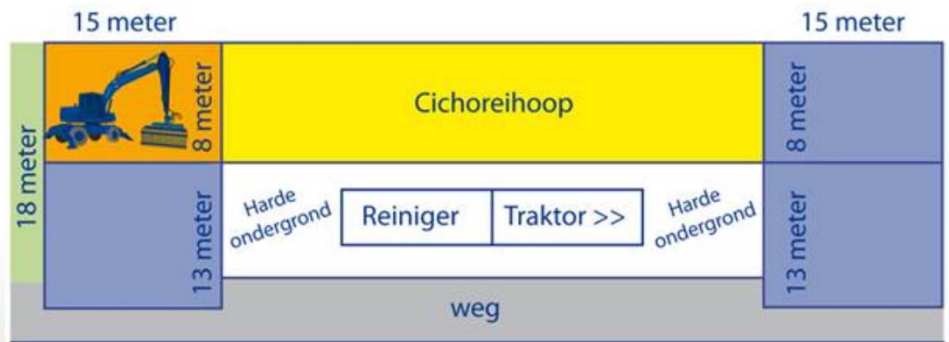 15 meter
15 meter
18 meter
8 meter
Cichoreihoop
8 meter
13 meter
Harde
ondergrond
Reiniger
Traktor >>
Harde
ondergrond
13 meter
weg